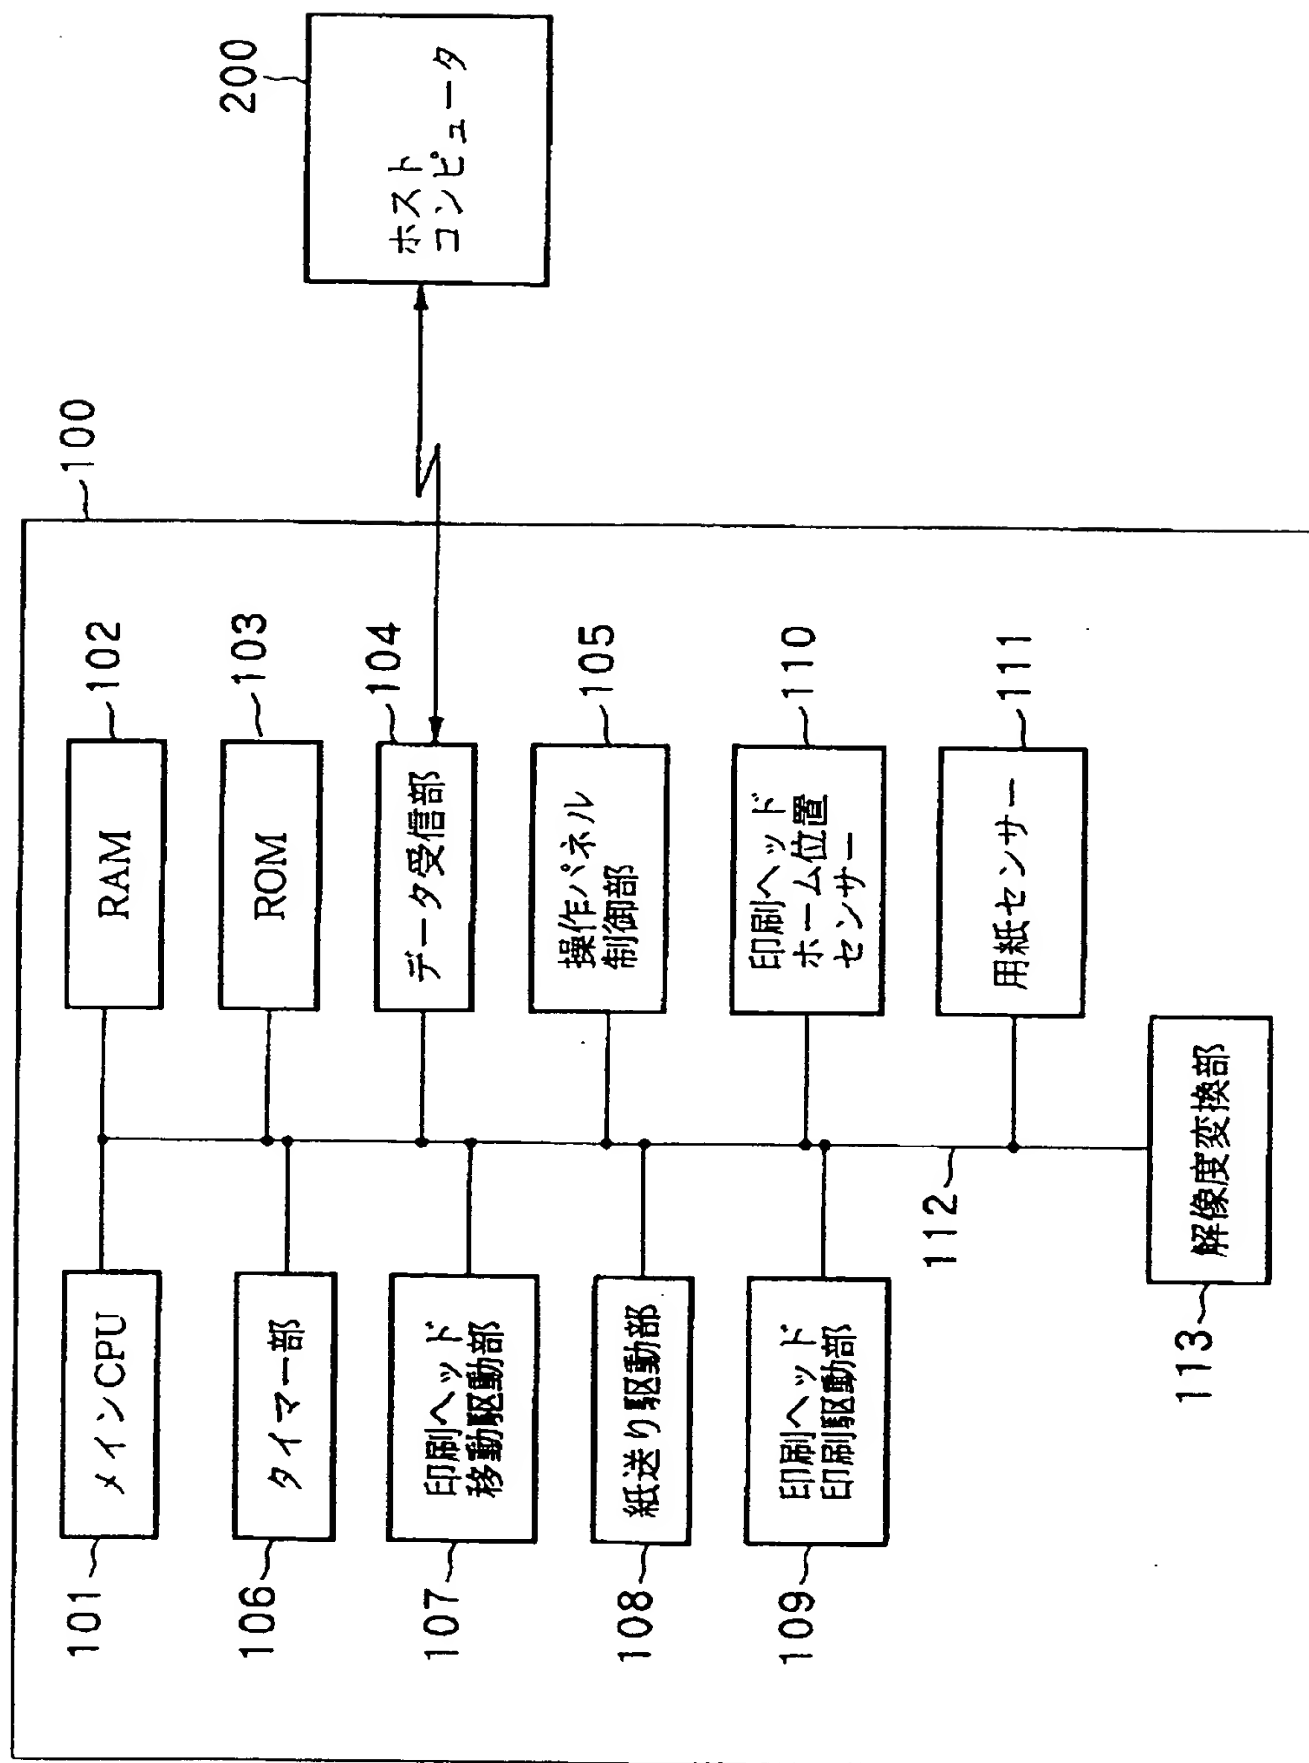 200
ホスト
コンピュータ
100
102
RAM
103
ROM
104
データ受信部
105
操作パネル
制御部
110
印刷ヘッド
ホーム位置
センサー
111
用紙センサー
101
メインCPU
106
タイマー部
107
印刷ヘッド
移動駆動部
108
紙送り駆動部
109
印刷ヘッド
印刷駆動部
112
113
解像度変換部